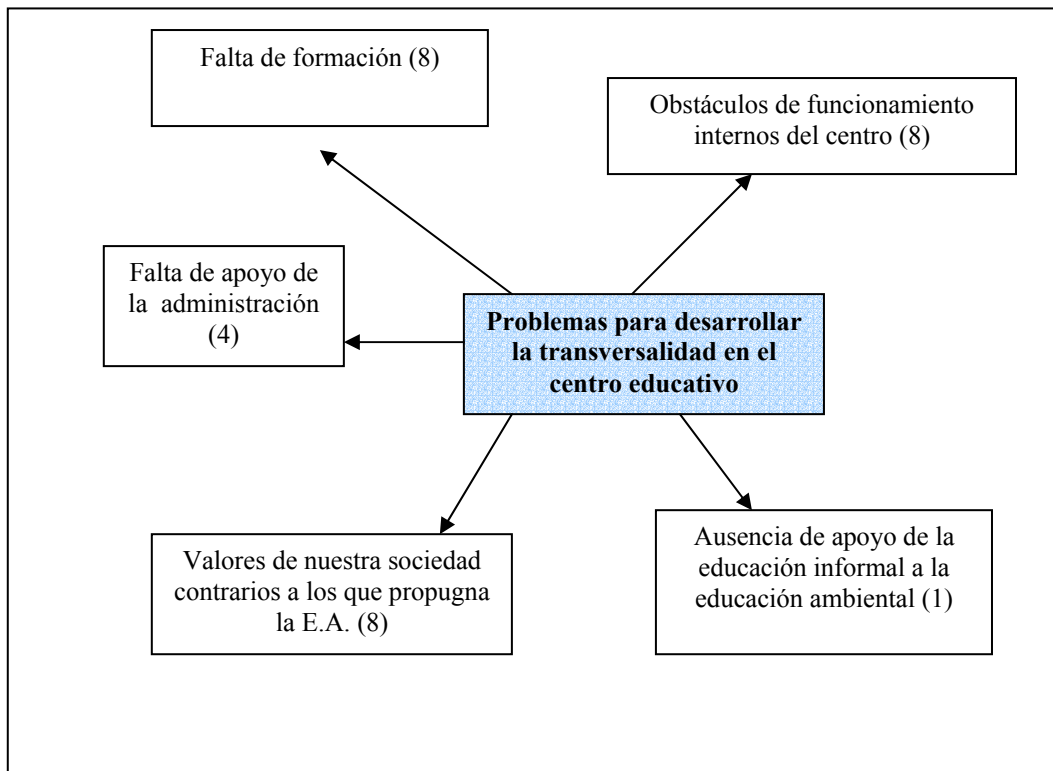 Falta de formación (8)
Obstáculos de funcionamiento
internos del centro (8)
Falta de apoyo de
la administración
(4)
Problemas para desarrollar
la transversalidad en el
centro educativo
Valores de nuestra sociedad
contrarios a los que propugna
la E.A. (8)
Ausencia de apoyo de la
educación informal a la
educación ambiental (1)